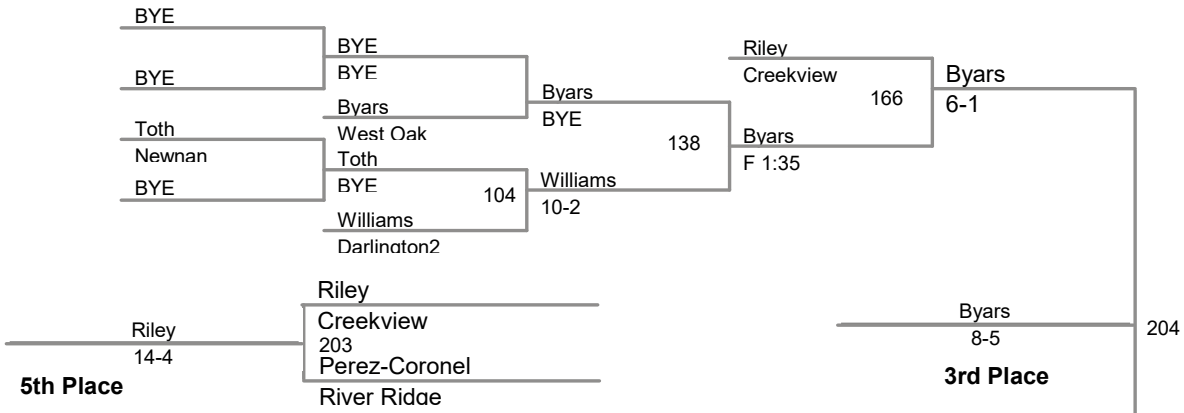 BYE
BYE
BYE
BYE
Byars
West Oak
Byars
BYE
Riley
Creekview
166
Byars
6-1
Toth
Newnan
BYE
Toth
BYE
104
Williams
Darlington2
Williams
10-2
138
Byars
F 1:35
Riley
14-4
5th Place
Riley
Creekview
203
Perez-Coronel
River Ridge
Byars
8-5
3rd Place
204